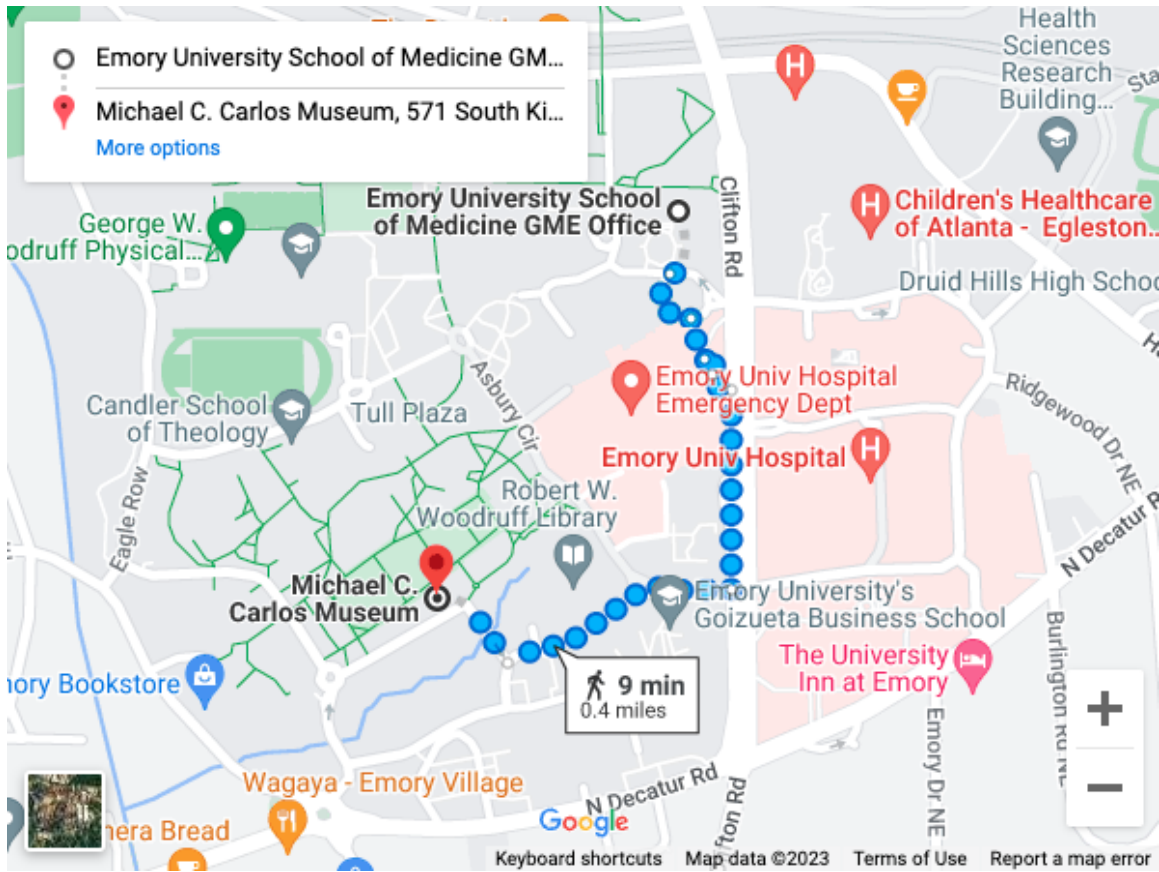 Emory University School of Medicine GM...
Michael C. Carlos Museum, 571 South Ki...
More options
Health
Sciences
Research
Building...
Sta
Emory University School
of Medicine GME Office
Clifton Rd
George W.
odruff Physical...
Children's Healthcare
of Atlanta - Egleston...
Druid Hills High Schoo
Emory Univ Hospital
Emergency Dept
Asbury Cir
Ridgewood Dr NE
Candler School
of Theology
Tull Plaza
Emory Univ Hospital
Eagle Row
Robert W.
Woodruff Library
N Decatur R
Michael C.
Carlos Museum
Emory University's
Goizueta Business School
Burlington Rd NE
The University
Inn at Emory
9 min
0.4 miles
nory Bookstore
Emory Dr NE
Wagaya - Emory Village
N Decatur Rd
Clifton Rd
nera Bread
Google
Keyboard shortcuts Map data ©2023 Terms of Use Report a map error